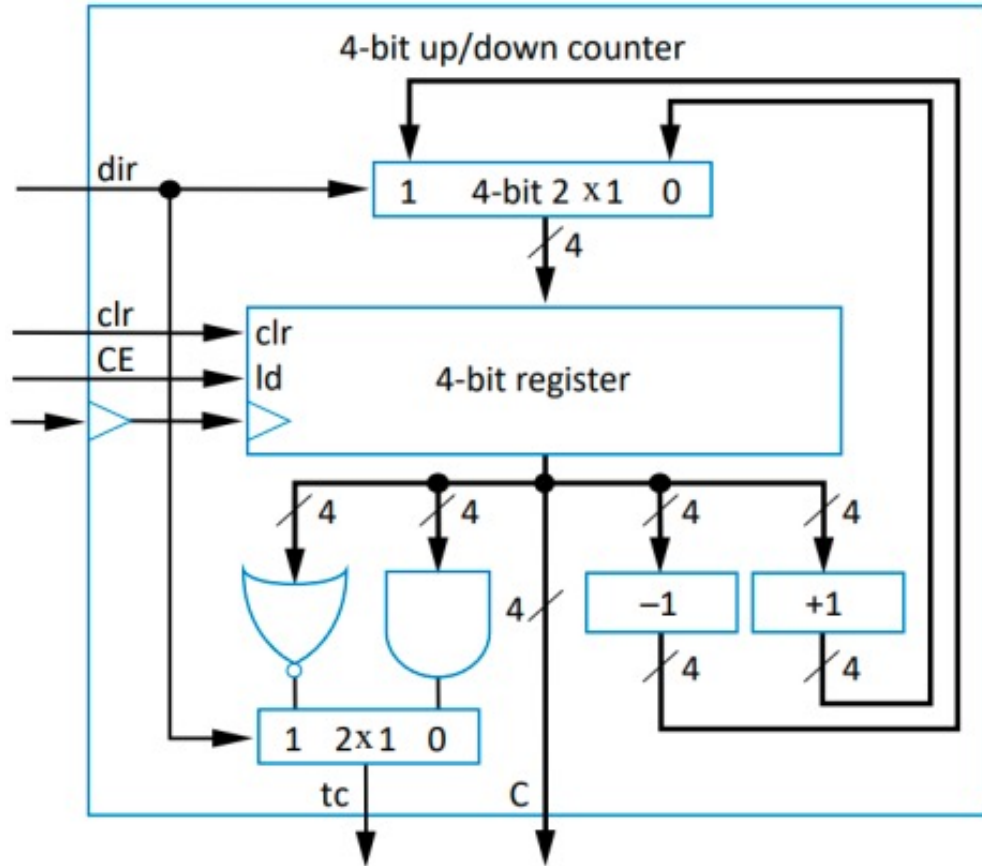 4-bit up/down counter
dir
1 4-bit 2 x 1 0
4
clr
clr
CE
ld
4-bit register
4 4 4 4
4
–1 +1
4 4
1 2x1 0
tc C